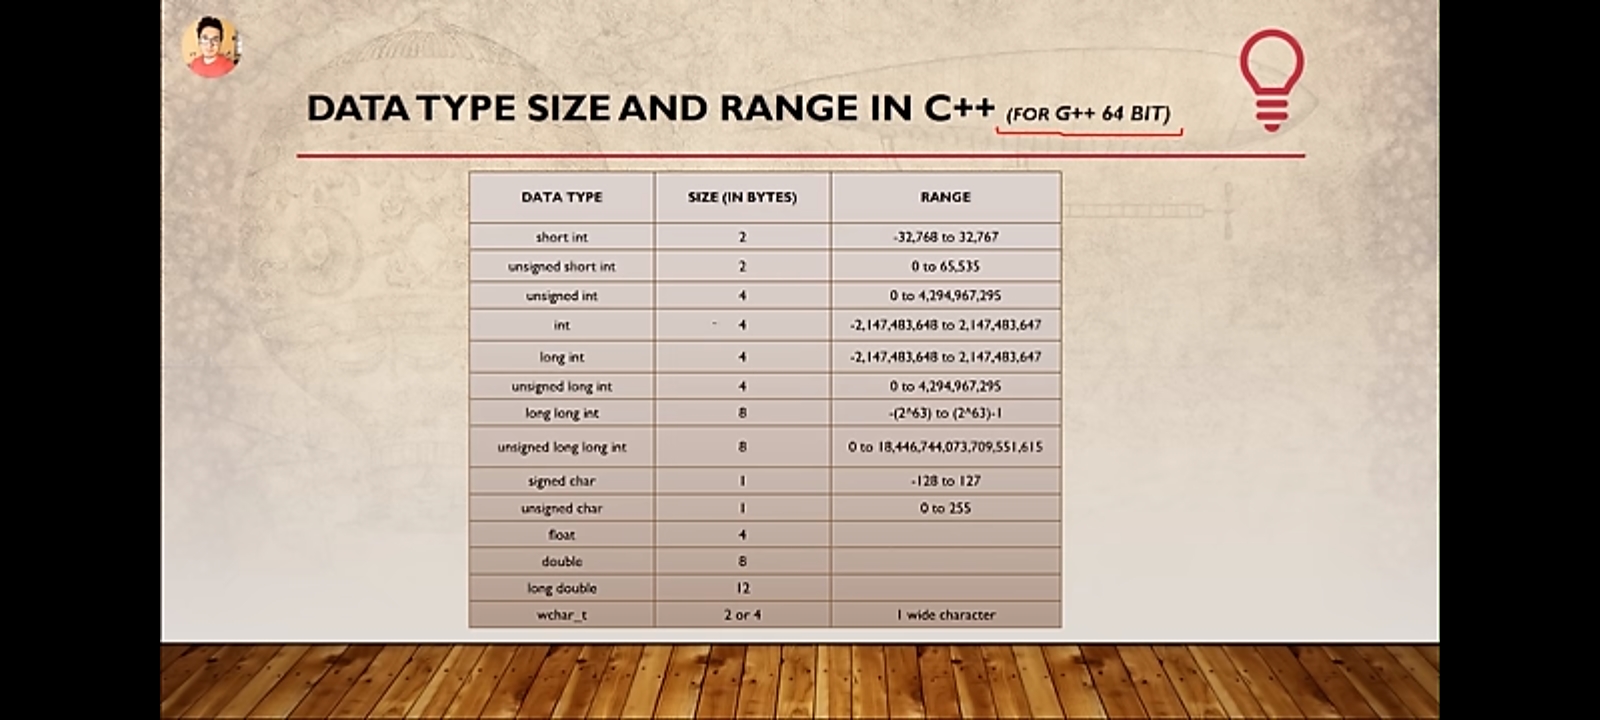 DATA TYPE SIZE AND RANGE IN C++ (FOR G++ 64 BIT)
DATA TYPE SIZE (IN BYTES) RANGE
short int 2 -32,768 to 32,767
unsigned short int 2 0 to 65,535
unsigned int 4 0 to 4,294,967,295
int 4 -2,147,483,648 to 2,147,483,647
long int 4 -2,147,483,648 to 2,147,483,647
unsigned long int 4 0 to 4,294,967,295
long long int 8 -(2^63) to (2^63)-1
unsigned long long int 8 0 to 18,446,744,073,709,551,615
signed char 1 -128 to 127
unsigned char 1 0 to 255
float 4
double 8
long double 12
wchar_t 2 or 4 1 wide character